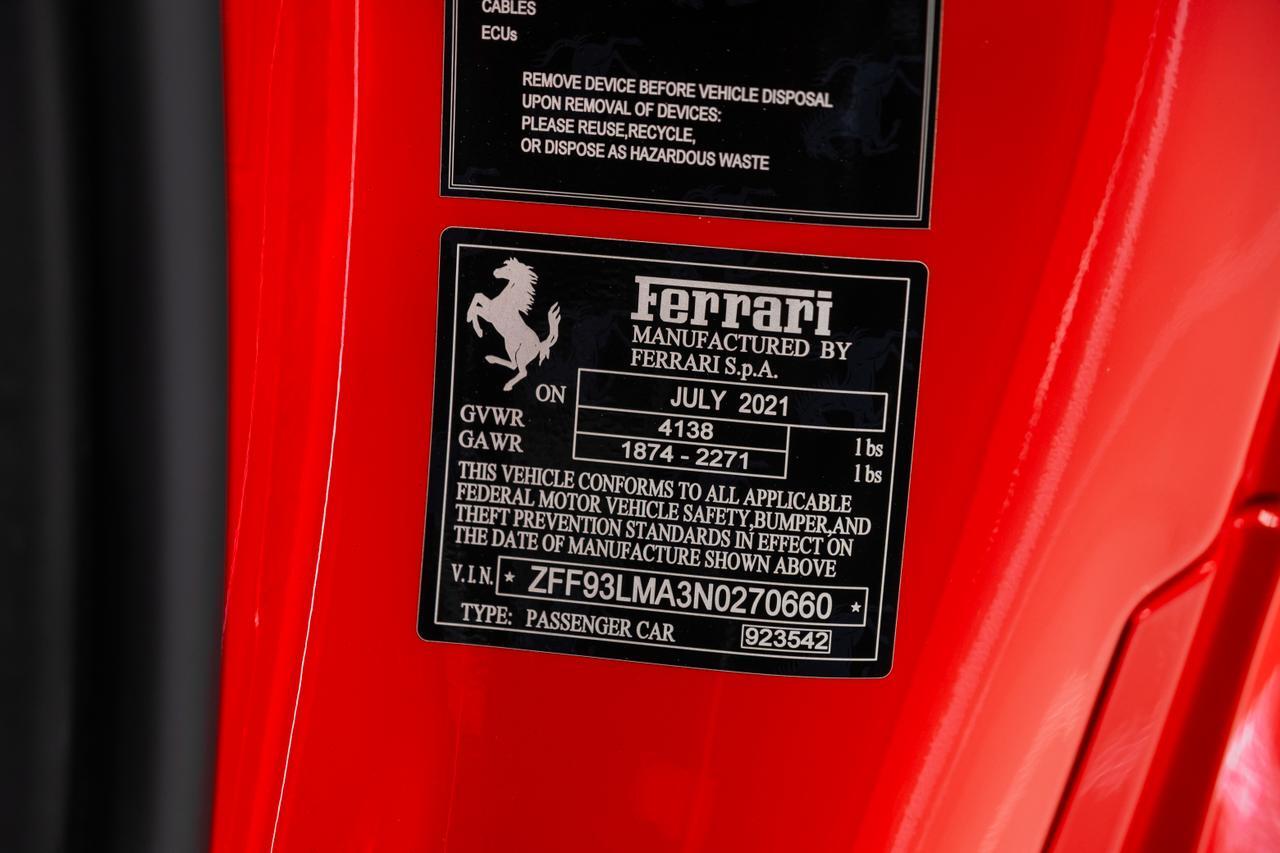 CABLES
ECUs
REMOVE DEVICE BEFORE VEHICLE DISPOSAL
UPON REMOVAL OF DEVICES:
PLEASE REUSE,RECYCLE,
OR DISPOSE AS HAZARDOUS WASTE
Ferrari
MANUFACTURED BY
FERRARI S.p.A.
ON JULY 2021
GVWR 4138 lbs
GAWR 1874 - 2271 lbs
THIS VEHICLE CONFORMS TO ALL APPLICABLE
FEDERAL MOTOR VEHICLE SAFETY,BUMPER,AND
THEFT PREVENTION STANDARDS IN EFFECT ON
THE DATE OF MANUFACTURE SHOWN ABOVE
V.I.N. * ZFF93LMA3N0270660 *
TYPE: PASSENGER CAR 923542